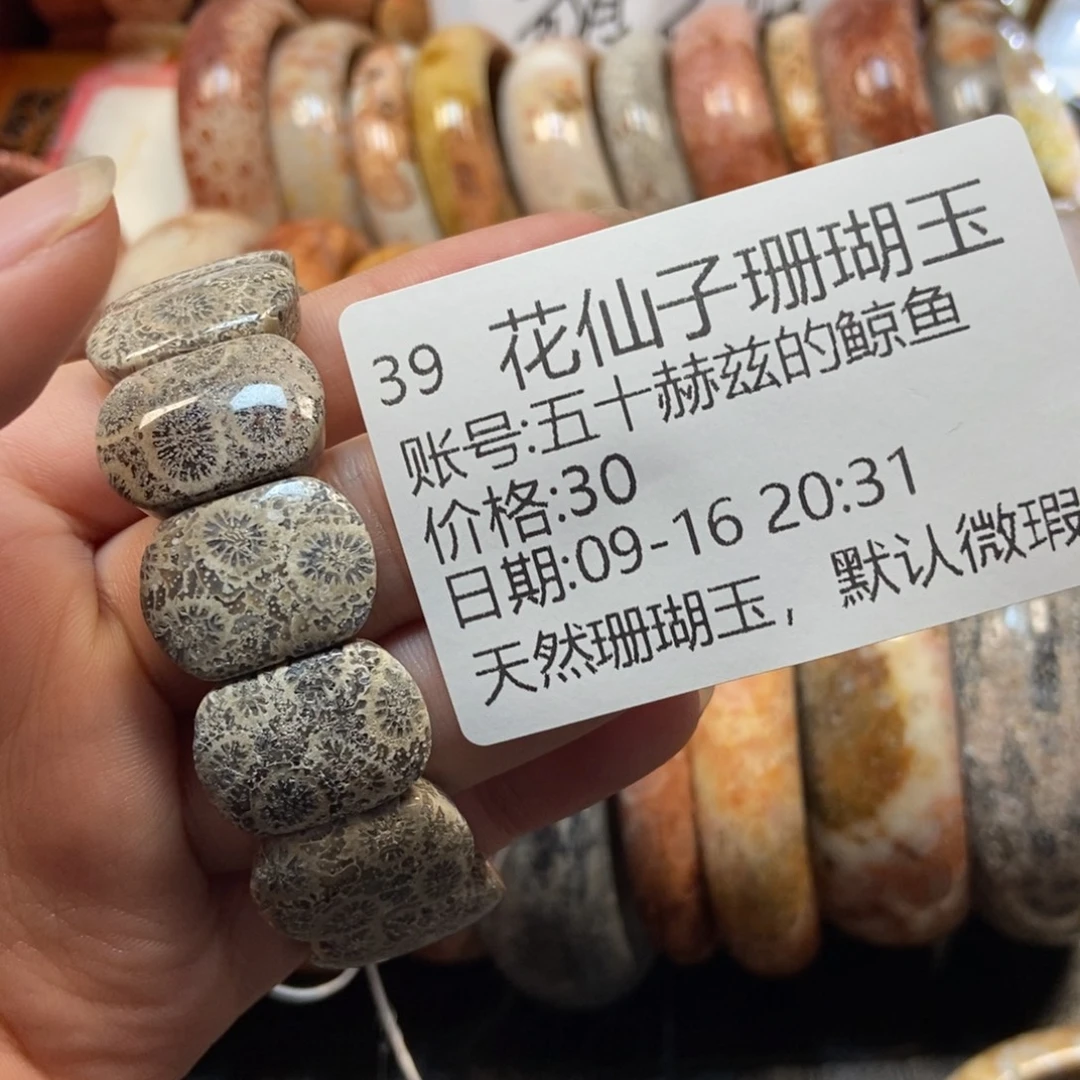 39 花仙子珊瑚玉
账号:五十赫兹的鲸鱼
价格:30
日期:09-16 20:31
天然珊瑚玉，默认微瑕